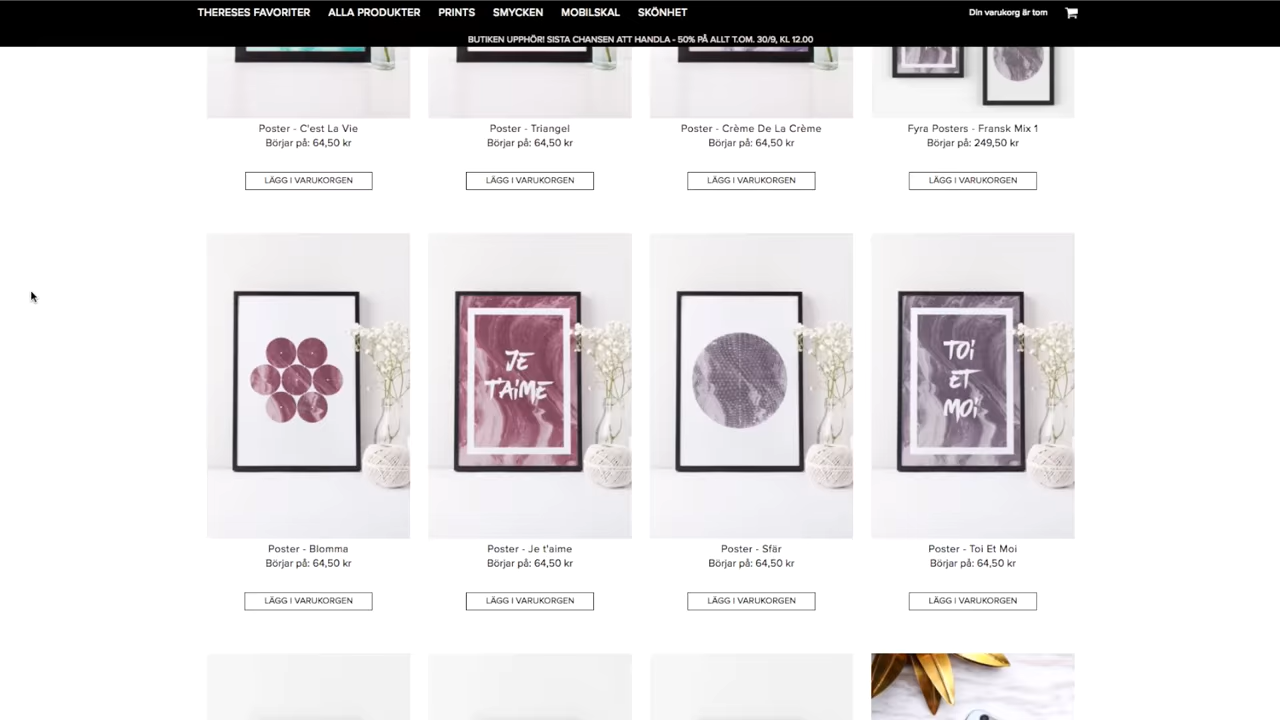 THERESES FAVORITER ALLA PRODUKTER PRINTS SMYCKEN MOBILSKAL SKÖNHET Din varukorg är tom
BUTIKEN UPPHÖR! SISTA CHANSEN ATT HANDLA - 50% PÅ ALLT T.OM. 30/9, KL 12.00
Poster - C'est La Vie
Börjar på: 64,50 kr
LÄGG I VARUKORGEN
Poster - Triangel
Börjar på: 64,50 kr
LÄGG I VARUKORGEN
Poster - Crème De La Crème
Börjar på: 64,50 kr
LÄGG I VARUKORGEN
Fyra Posters - Fransk Mix 1
Börjar på: 249,50 kr
LÄGG I VARUKORGEN
Poster - Blomma
Börjar på: 64,50 kr
LÄGG I VARUKORGEN
JE
T'AIME
Poster - Je t'aime
Börjar på: 64,50 kr
LÄGG I VARUKORGEN
Poster - Sfär
Börjar på: 64,50 kr
LÄGG I VARUKORGEN
TOI
ET
MOI
Poster - Toi Et Moi
Börjar på: 64,50 kr
LÄGG I VARUKORGEN